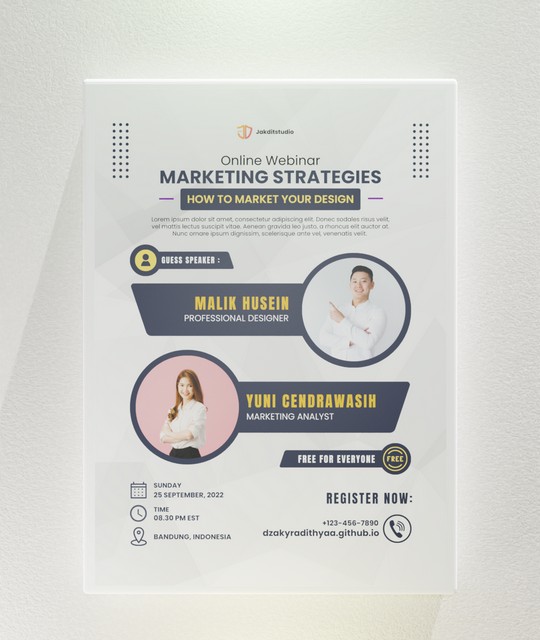 Jakditstudio
Online Webinar
MARKETING STRATEGIES
HOW TO MARKET YOUR DESIGN
Lorem ipsum dolor sit amet, consectetur adipiscing elit. Donec sodales risus velit,
vel mattis lectus suscipit vitae. Aenean gravida leo justo, a rhoncus elit auctor at.
Nunc ornare ipsum dignissim, scelerisque ante vel, venenatis velit.
GUESS SPEAKER :
MALIK HUSEIN
PROFESSIONAL DESIGNER
YUNI CENDRAWASIH
MARKETING ANALYST
FREE FOR EVERYONE
FREE
SUNDAY
25 SEPTEMBER, 2022
TIME
08.30 PM EST
BANDUNG, INDONESIA
REGISTER NOW:
+123-456-7890
dzakyradithyaa.github.io